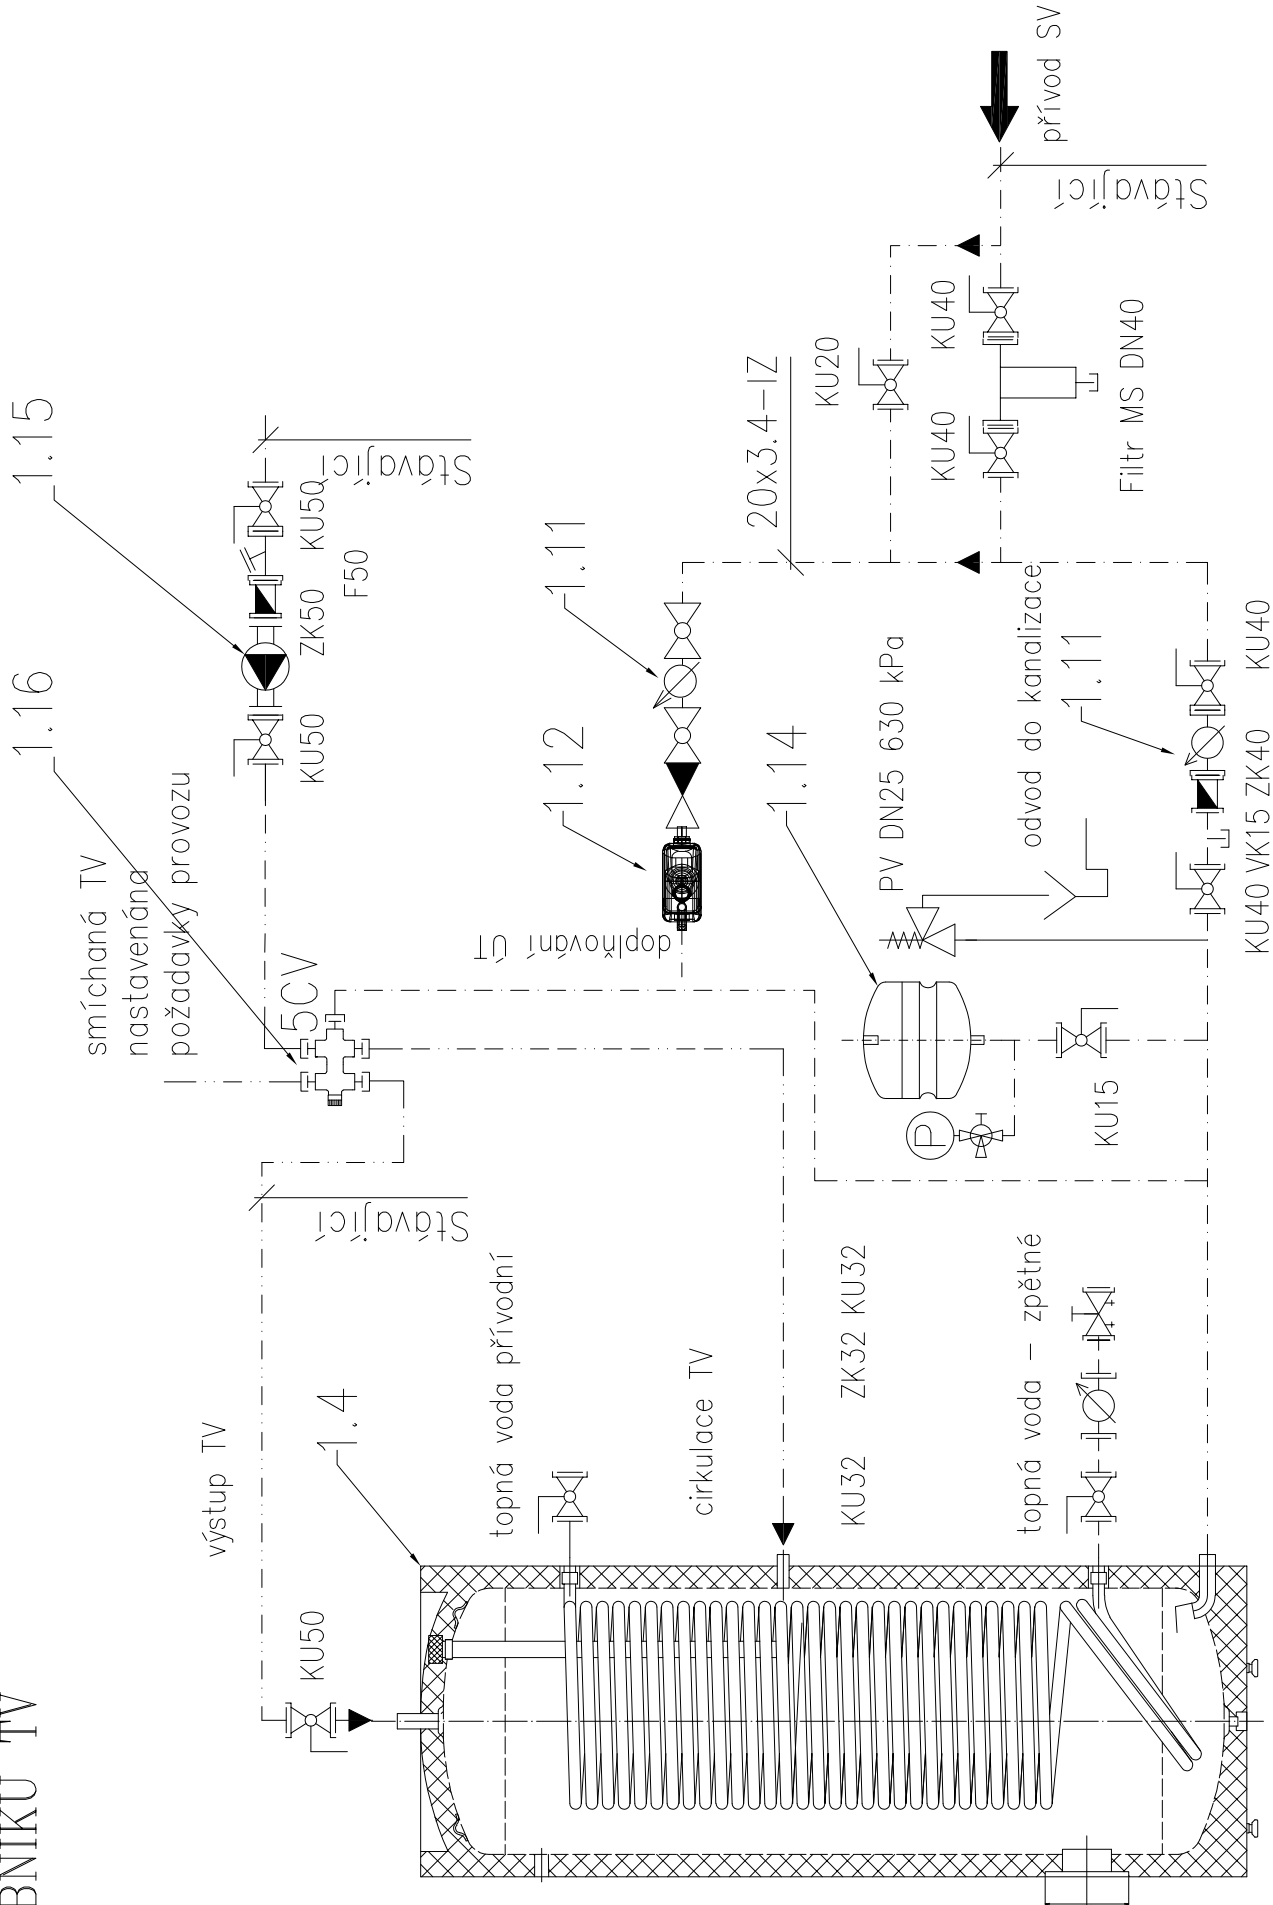 BNIKU TV
1.16
1.15
smíchaná TV
nastavenéna
požadavky provozu
5CV
KU50
ZK50
KU50
F50
Stávající
výstup TV
KU50
Stávající
1.4
topná voda přívodní
doplňování ÚT
1.12
1.11
cirkulace TV
20x3.4-IZ
1.14
KU32
ZK32 KU32
KU20
PV DN25 630 kPa
KU40
KU40
topná voda - zpětné
odvod do kanalizace
přívod SV
Stávající
1.11
KU15
Filtr MS DN40
KU40 VK15 ZK40
KU40
P